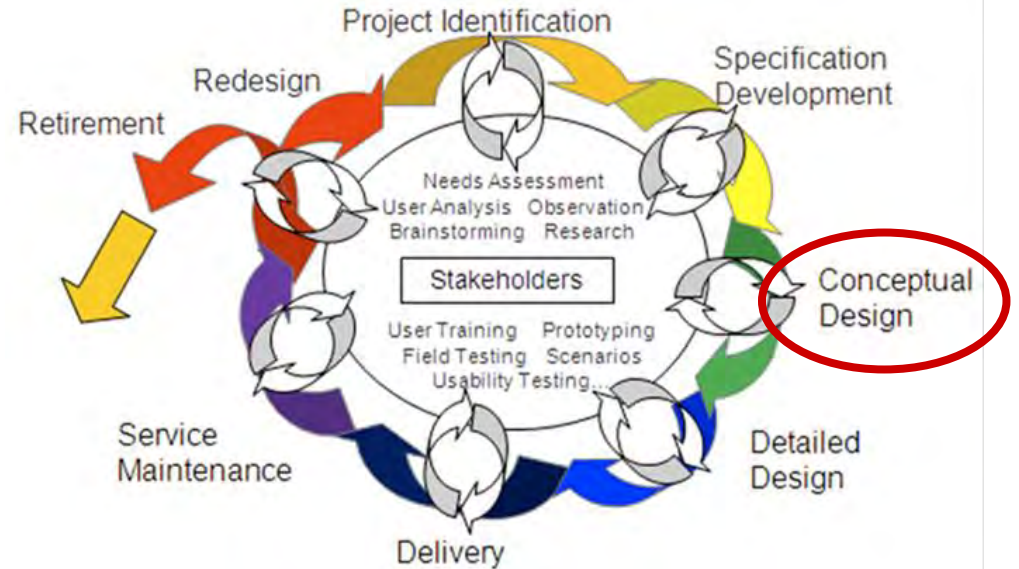 Project Identification
Specification
Development
Redesign
Retirement
Needs Assessment
User Analysis Observation
Brainstorming Research
Stakeholders
Conceptual
Design
User Training Prototyping
Field Testing Scenarios
Usability Testing...
Service
Maintenance
Detailed
Design
Delivery